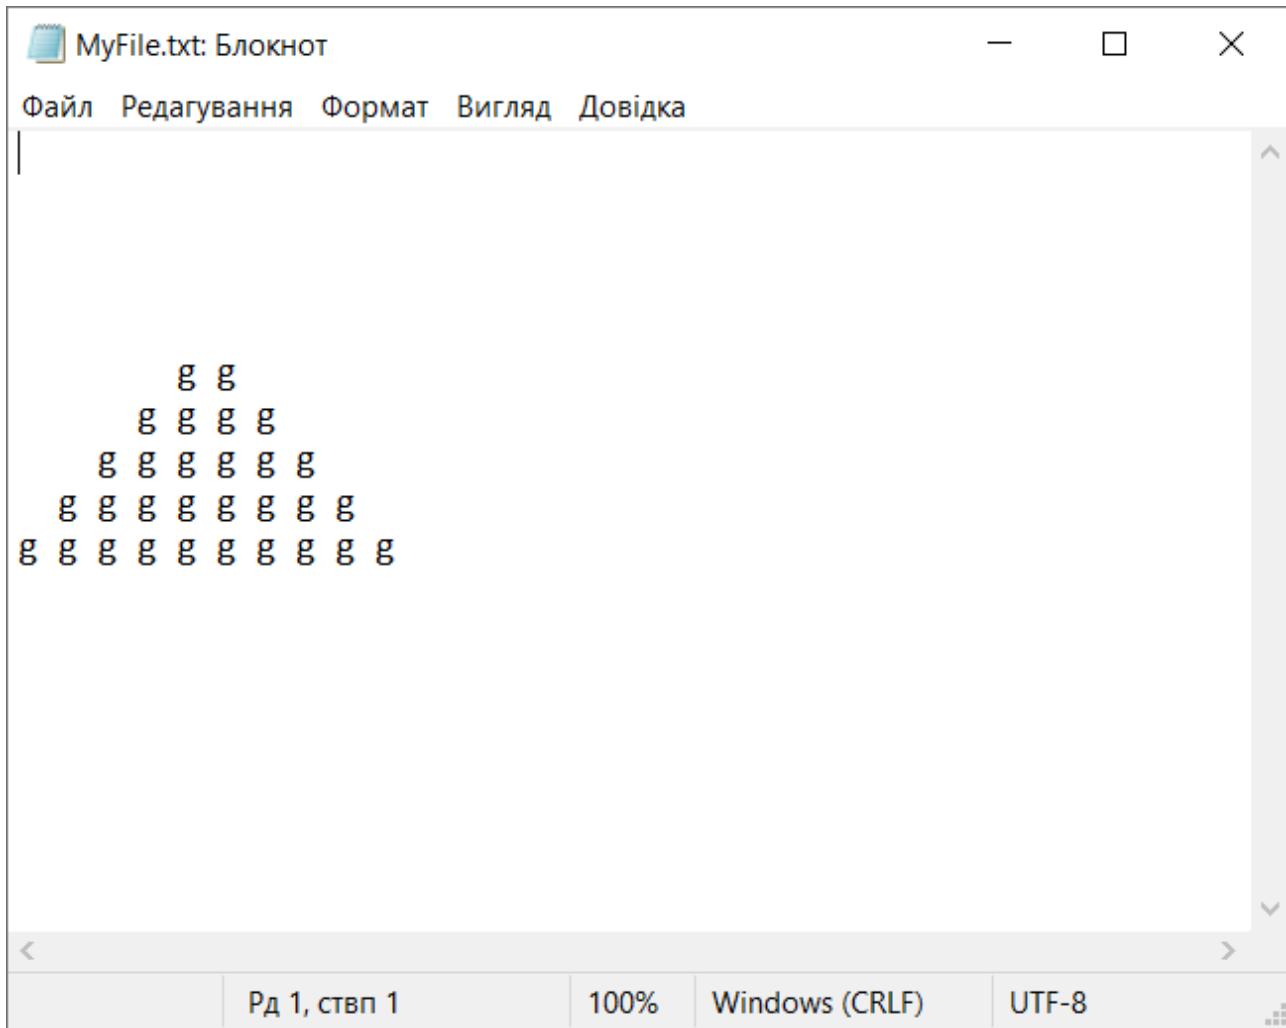 MyFile.txt: Блокнот
Файл Редагування Формат Вигляд Довідка
g g
g g g g
g g g g g g
g g g g g g g g
g g g g g g g g g g
Рд 1, ствп 1 100% Windows (CRLF) UTF-8